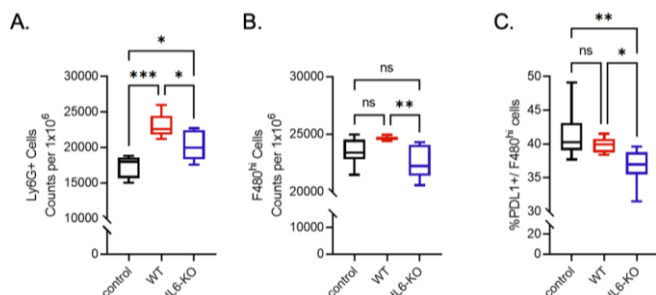 A.
*
*** *
30000
25000
20000
15000
10000
0
Ly6G+ Cells
Counts per 1x10⁶
control
WT
IL6-KO
B.
ns
ns **
30000
25000
20000
10000
0
F480ʰⁱ Cells
Counts per 1x10⁶
control
WT
IL6-KO
C.
**
ns *
50
45
40
35
30
20
0
%PDL1+/ F480ʰⁱ cells
control
WT
IL6-KO